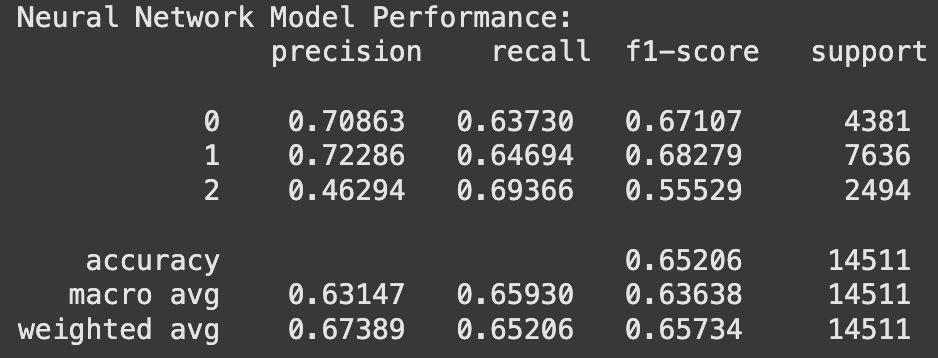 Neural Network Model Performance:
precision recall f1-score support
0 0.70863 0.63730 0.67107 4381
1 0.72286 0.64694 0.68279 7636
2 0.46294 0.69366 0.55529 2494
accuracy 0.65206 14511
macro avg 0.63147 0.65930 0.63638 14511
weighted avg 0.67389 0.65206 0.65734 14511